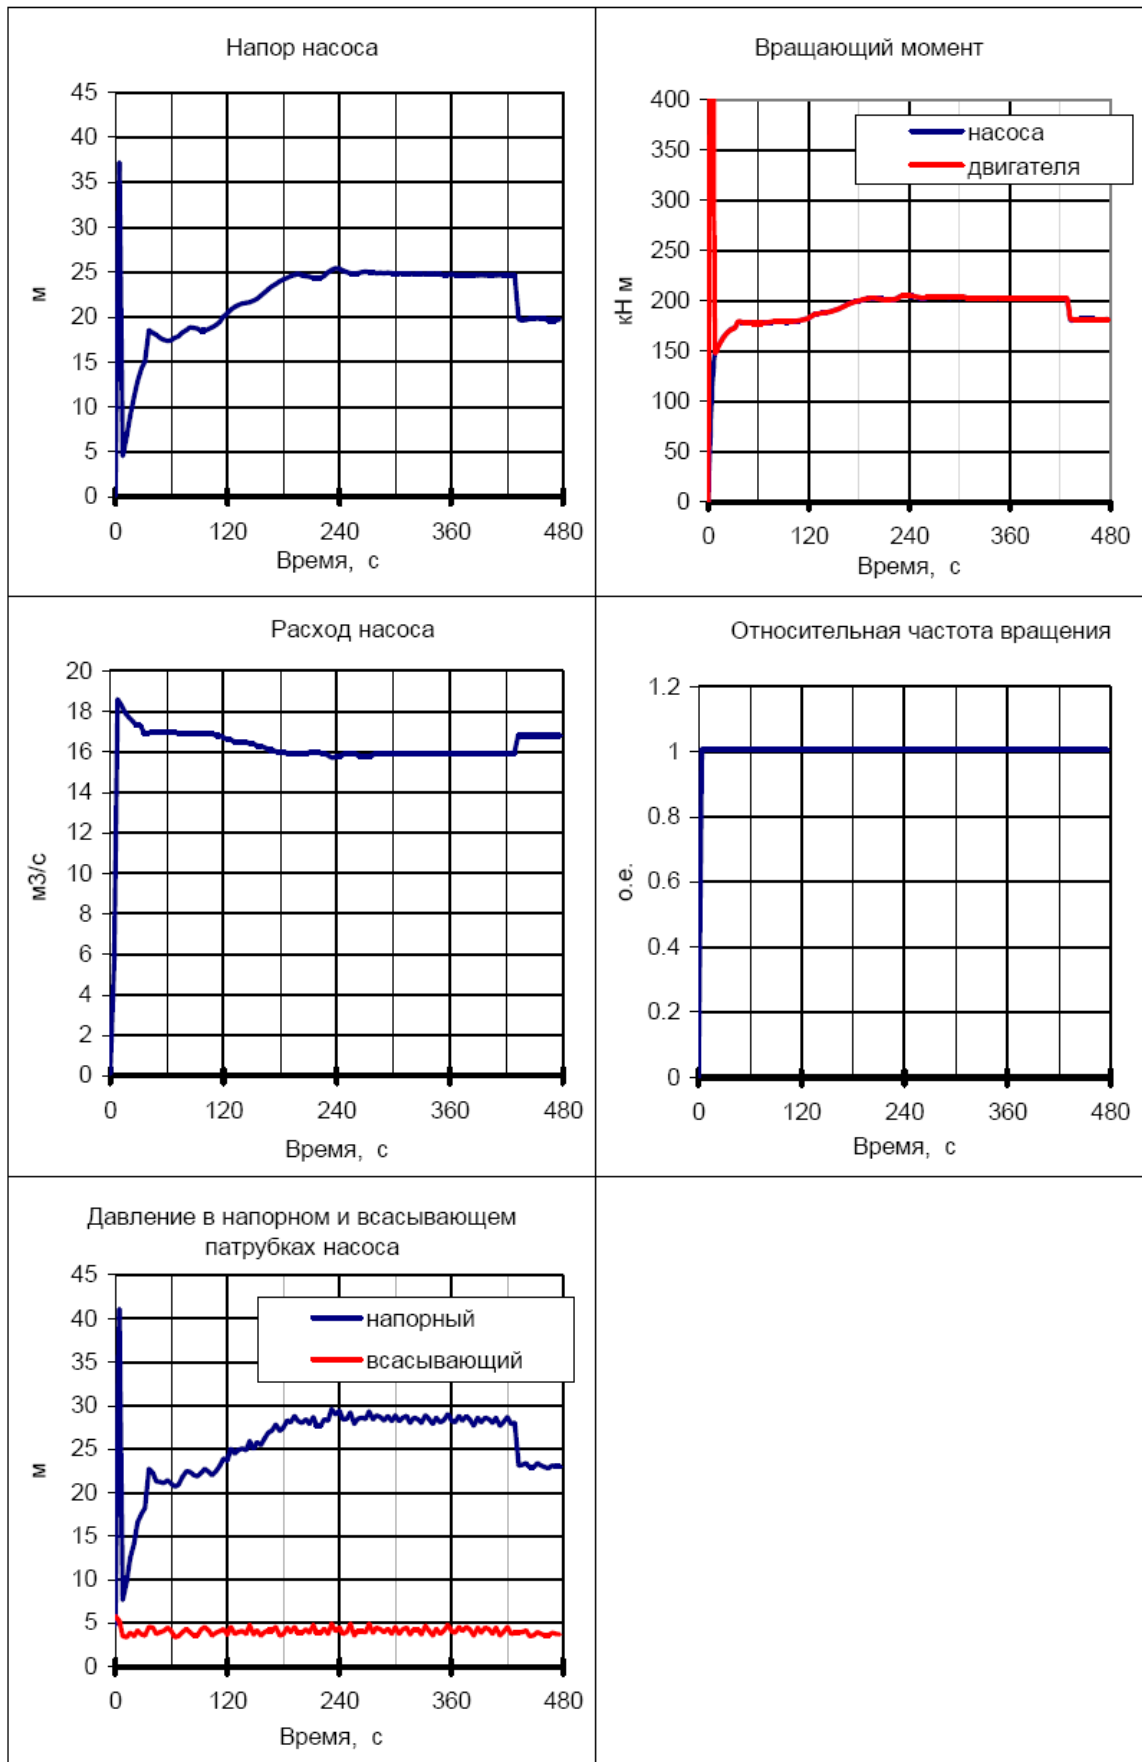 Напор насоса
45
40
35
30
25
20
15
10
5
0
м
0 120 240 360 480
Время, с
Вращающий момент
400
350
300
250
200
150
100
50
0
кН м
насоса
двигателя
0 120 240 360 480
Время, с
Расход насоса
20
18
16
14
12
10
8
6
4
2
0
м3/с
0 120 240 360 480
Время, с
Относительная частота вращения
1.2
1
0.8
0.6
0.4
0.2
0
о.е.
0 120 240 360 480
Время, с
Давление в напорном и всасывающем
патрубках насоса
45
40
35
30
25
20
15
10
5
0
м
напорный
всасывающий
0 120 240 360 480
Время, с